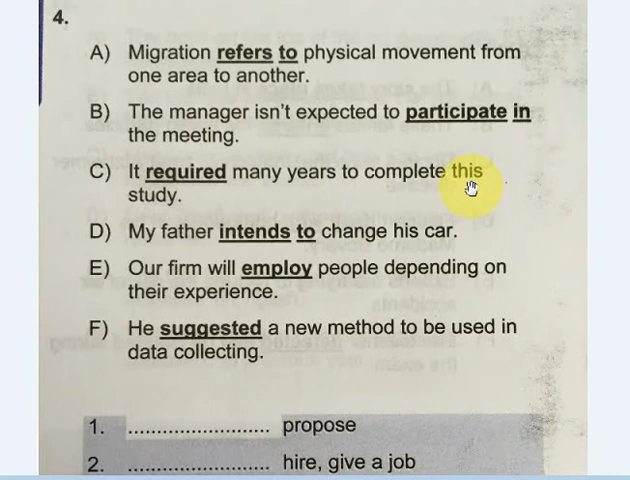 4.
A) Migration refers to physical movement from
one area to another.
B) The manager isn't expected to participate in
the meeting.
C) It required many years to complete this
study.
D) My father intends to change his car.
E) Our firm will employ people depending on
their experience.
F) He suggested a new method to be used in
data collecting.
1. ........................... propose
2. ........................... hire, give a job